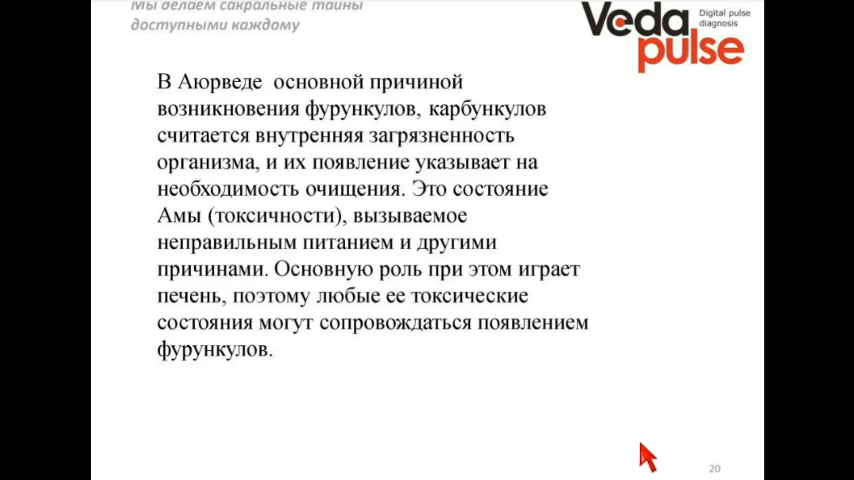 Мы делаем сакральные тайны
доступными каждому
Veda
pulse
Digital pulse
diagnosis
В Аюрведе основной причиной
возникновения фурункулов, карбункулов
считается внутренняя загрязненность
организма, и их появление указывает на
необходимость очищения. Это состояние
Амы (токсичности), вызываемое
неправильным питанием и другими
причинами. Основную роль при этом играет
печень, поэтому любые ее токсические
состояния могут сопровождаться появлением
фурункулов.
20